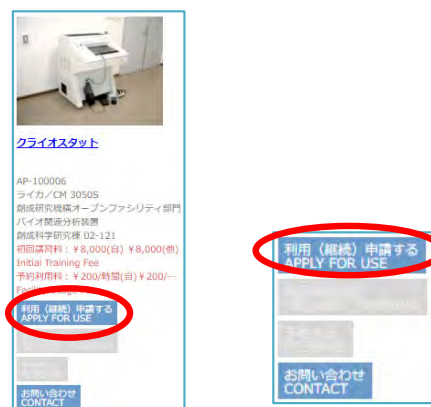 クライオスタット
AP-100006
ライカ／CM 3050S
創成研究機構オープンファシリティ部門
バイオ関連分析装置
創成科学研究棟 02-121
初回講習料：￥8,000(自) ￥8,000(他)
Initial Training Fee
予約利用料：￥200/時間(自)￥200/…
利用（継続）申請する
APPLY FOR USE
お問い合わせ
CONTACT
利用（継続）申請する
APPLY FOR USE
お問い合わせ
CONTACT